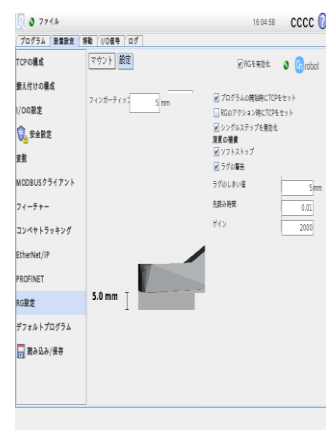 ファイル 16:04:58 CCCC
プログラム 設置設定 移動 I/O信号 ログ
TCPの構成
据え付けの構成
I/Oの設定
安全設定
変数
MODBUSクライアント
フィーチャー
コンベヤトラッキング
EtherNet/IP
PROFINET
RG設定
デフォルトプログラム
読み込み/保存
マウント 設定
RGを有効化
robot
フィンガーティップ 5 mm
プログラムの開始時にTCPをセット
RGのアクション時にTCPをセット
シングルステップを無効化
深度の補償
ソフトストップ
ラグの警告
ラグのしきい値 5 mm
先読み時間 0.01
ゲイン 2000
5.0 mm